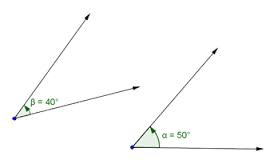 β = 40°
α = 50°